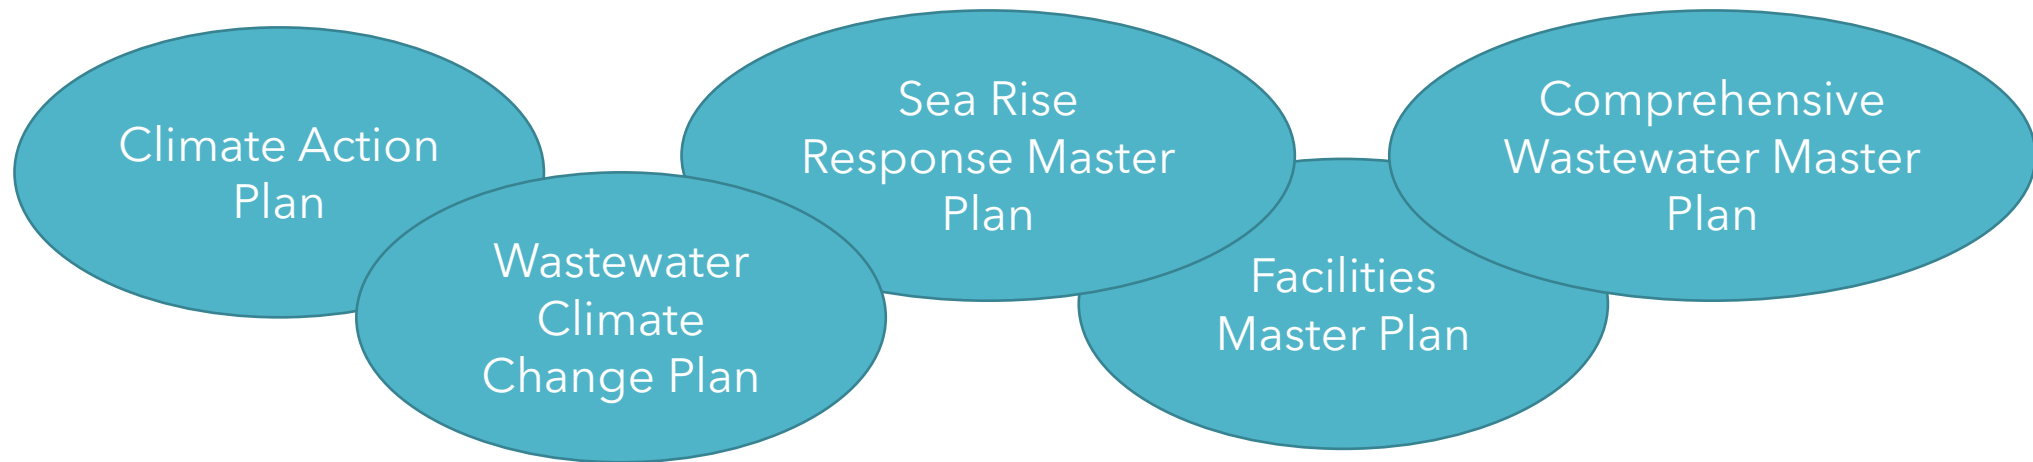 Climate Action
Plan
Wastewater
Climate
Change Plan
Sea Rise
Response Master
Plan
Facilities
Master Plan
Comprehensive
Wastewater Master
Plan